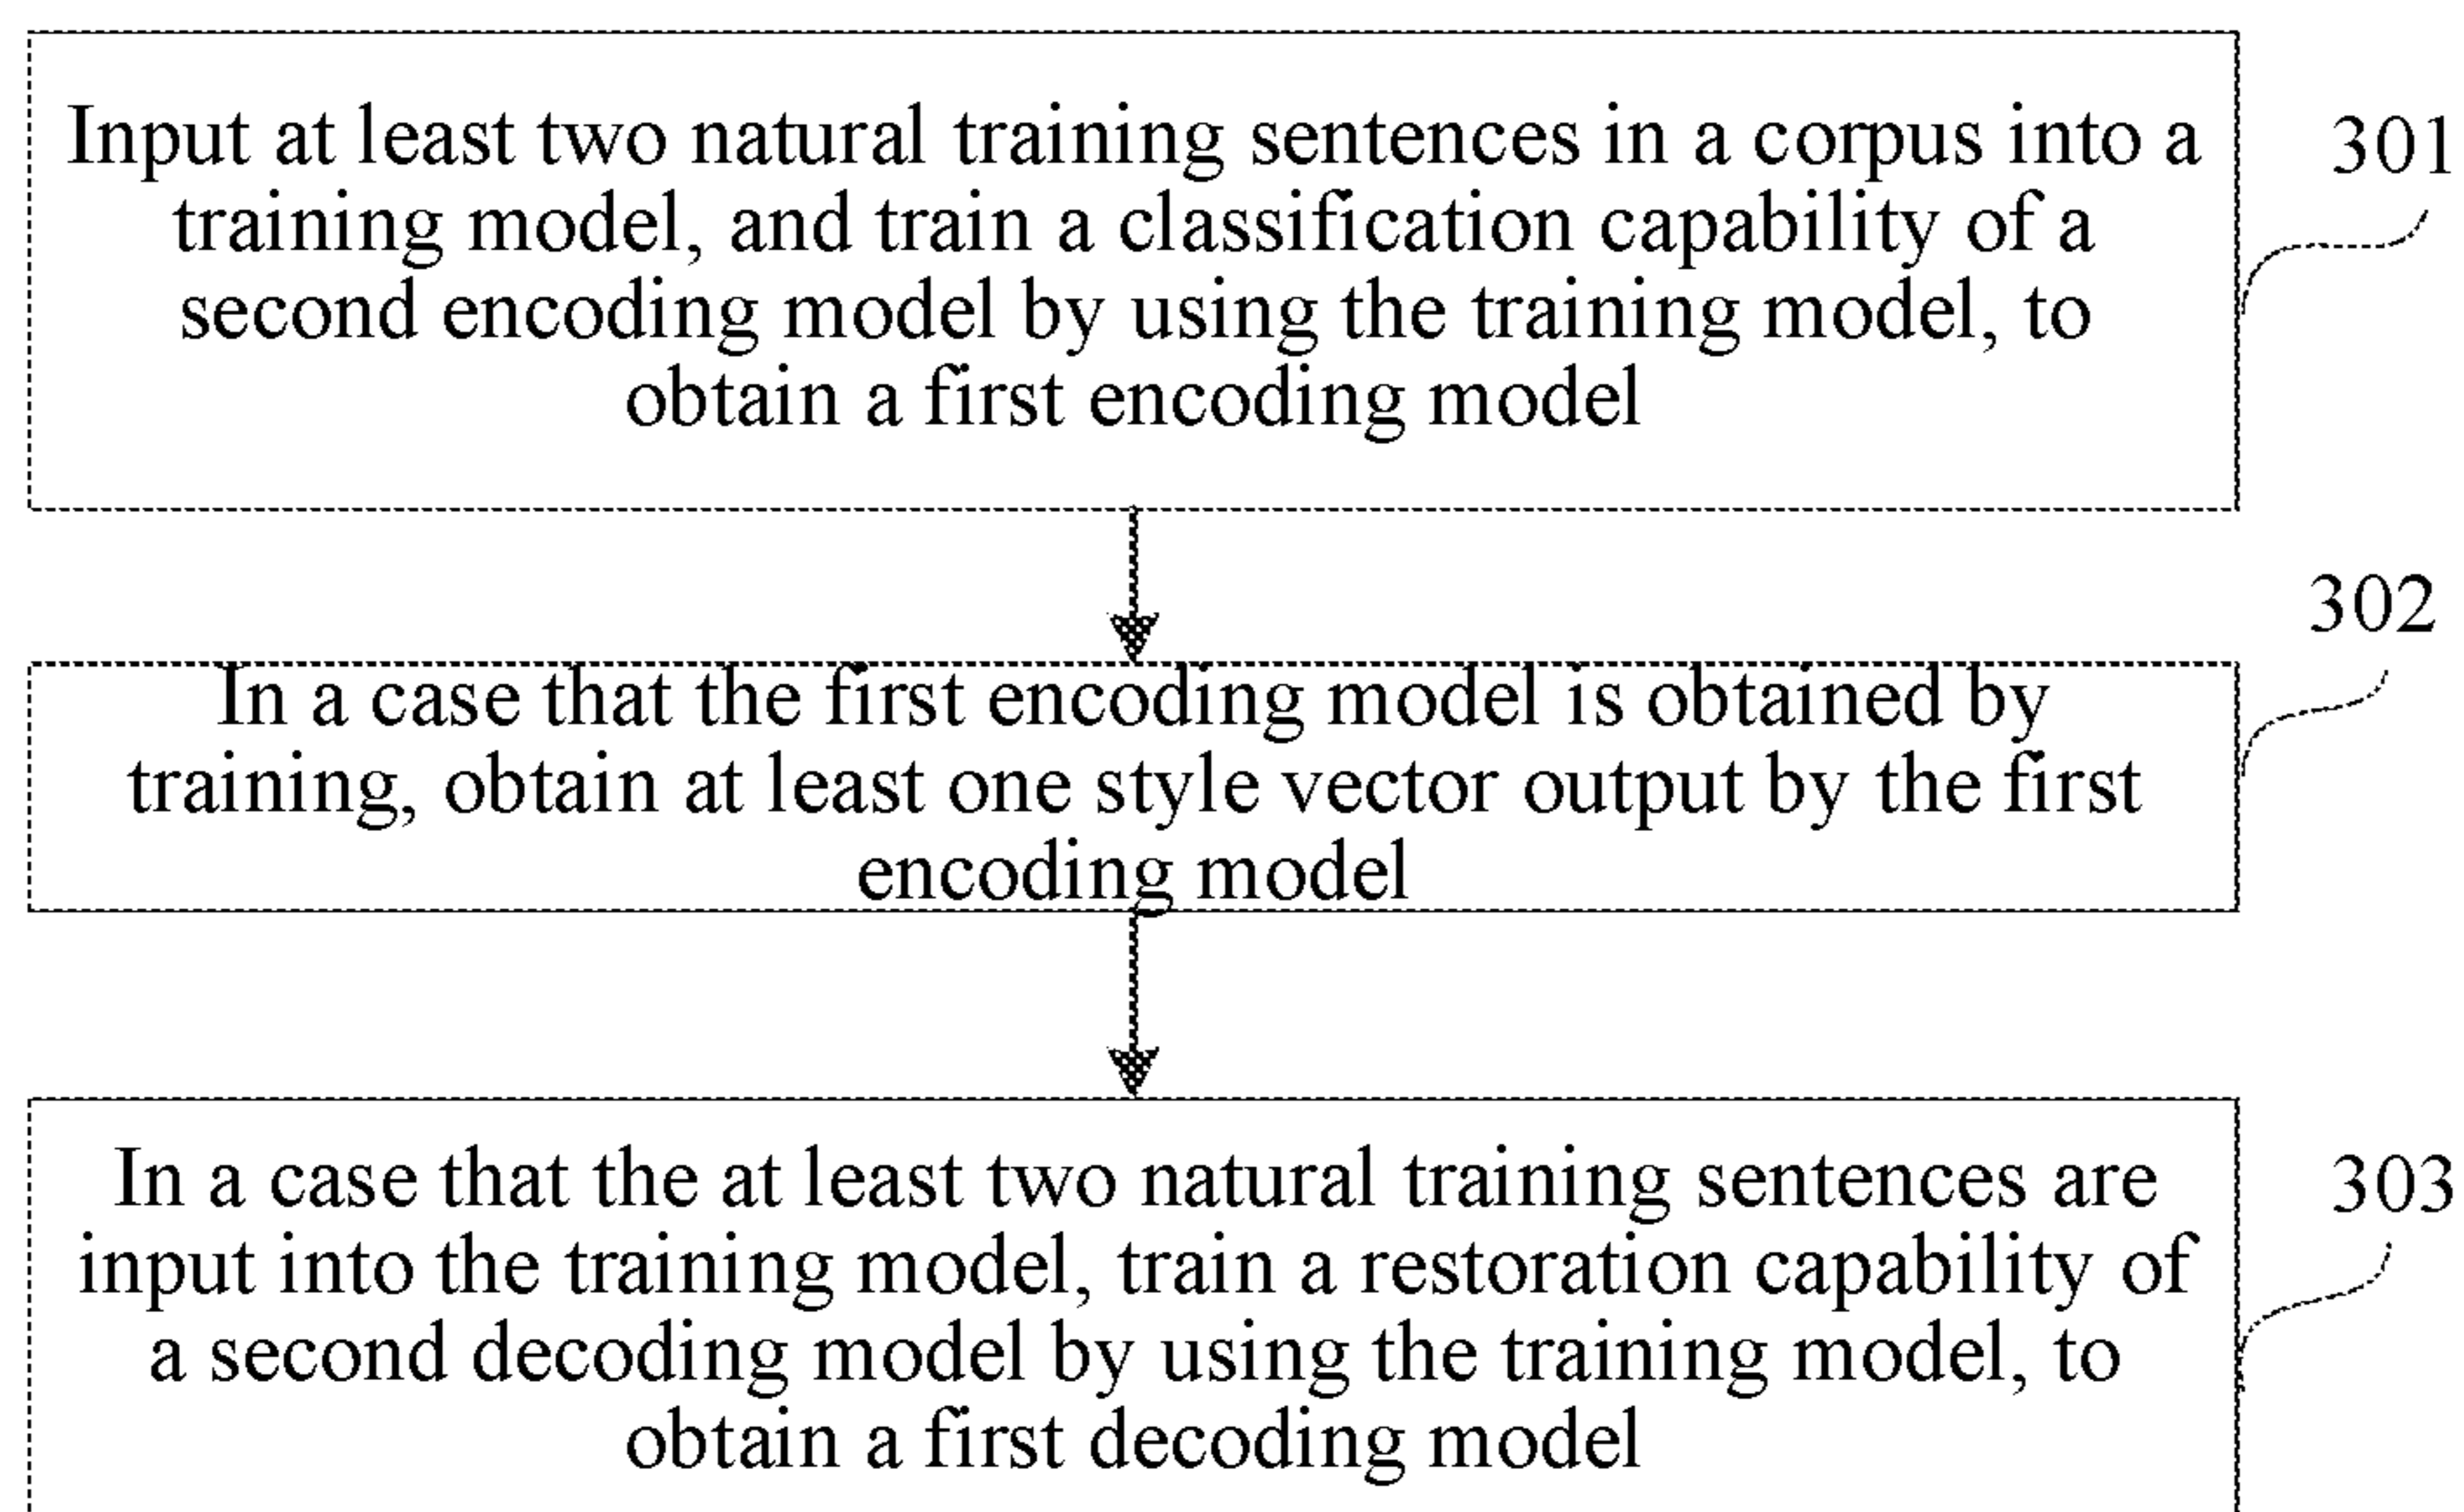 Input at least two natural training sentences in a corpus into a
training model, and train a classification capability of a
second encoding model by using the training model, to
obtain a first encoding model
301
302
In a case that the first encoding model is obtained by
training, obtain at least one style vector output by the first
encoding model
In a case that the at least two natural training sentences are
input into the training model, train a restoration capability of
a second decoding model by using the training model, to
obtain a first decoding model
303